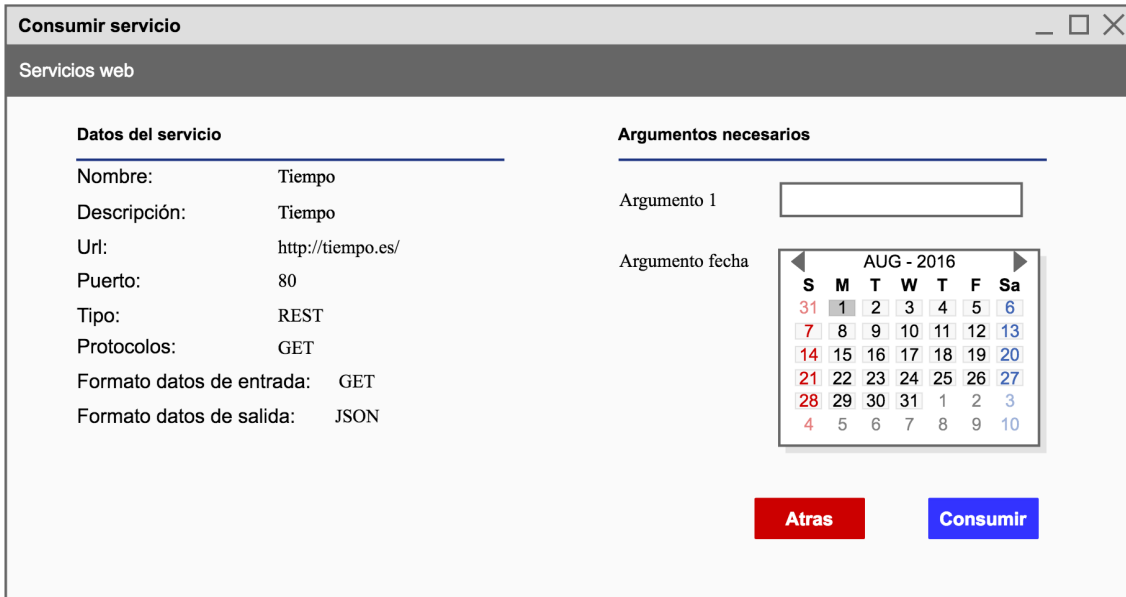 Consumir servicio
Servicios web
Datos del servicio
Nombre: Tiempo
Descripción: Tiempo
Url: http://tiempo.es/
Puerto: 80
Tipo: REST
Protocolos: GET
Formato datos de entrada: GET
Formato datos de salida: JSON
Argumentos necesarios
Argumento 1
Argumento fecha
AUG - 2016
S M T W T F Sa
31 1 2 3 4 5 6
7 8 9 10 11 12 13
14 15 16 17 18 19 20
21 22 23 24 25 26 27
28 29 30 31 1 2 3
4 5 6 7 8 9 10
Atras Consumir